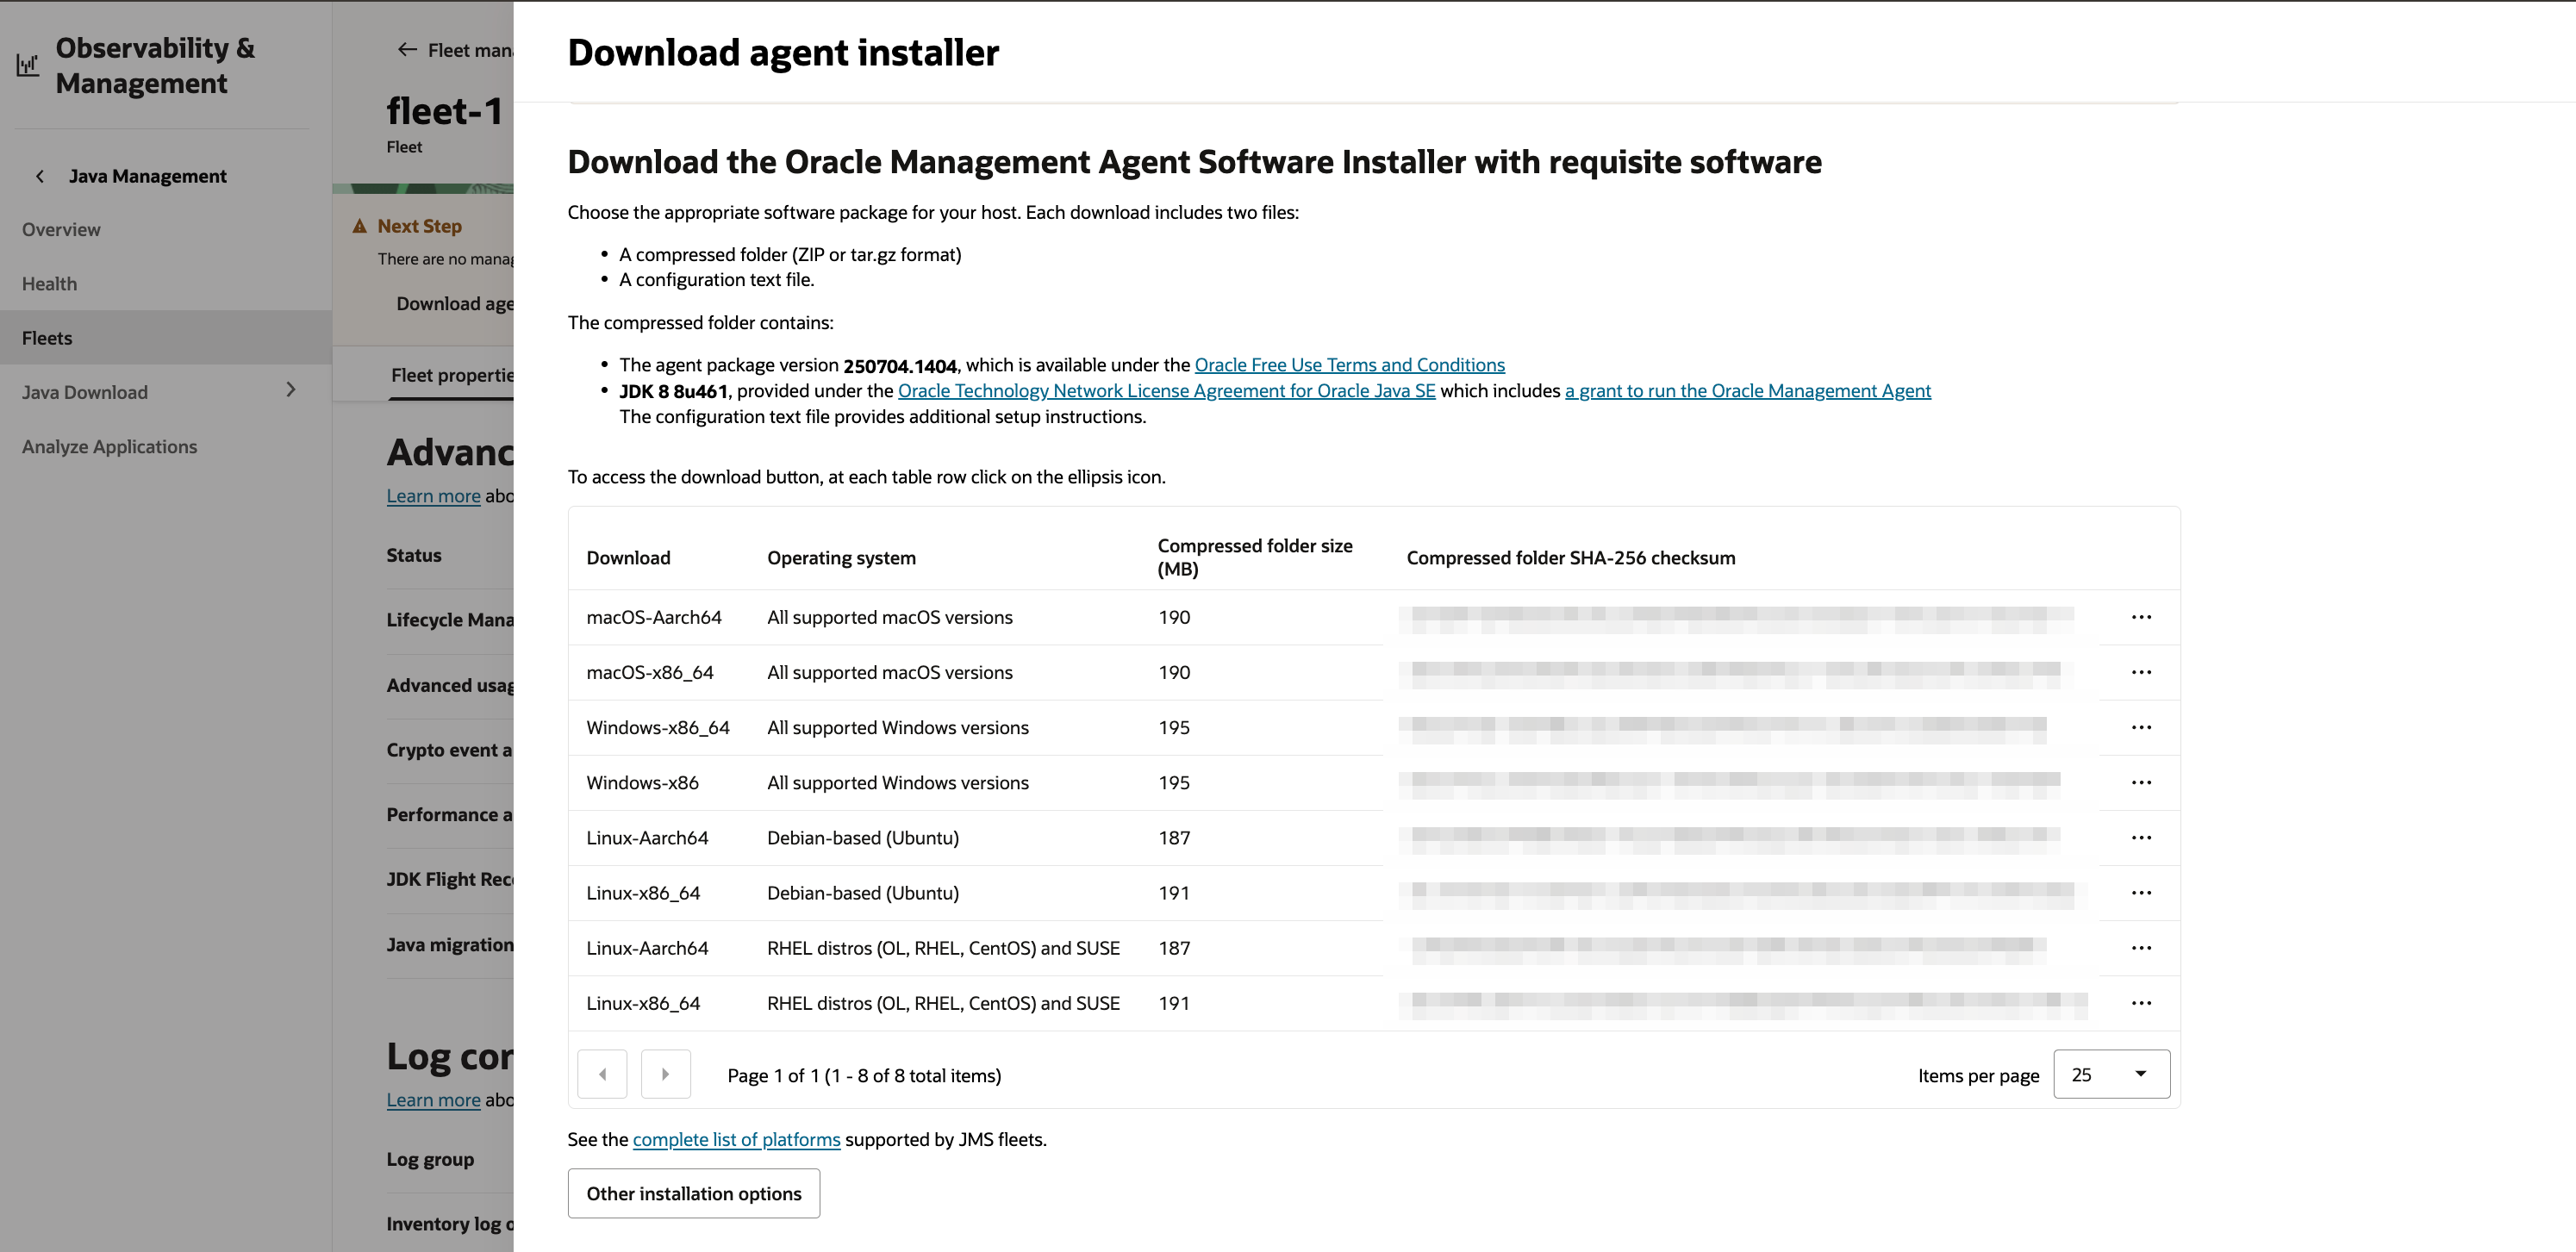 Observability &
Management
Java Management
Overview
Health
Fleets
Java Download
Analyze Applications
Fleet mana
fleet-1
Fleet
Next Step
There are no manag
Download age
Fleet propertie
Advanc
Learn more abo
Status
Lifecycle Mana
Advanced usag
Crypto event a
Performance a
JDK Flight Rec
Java migration
Log cor
Learn more abo
Log group
Inventory log o
Download agent installer
Download the Oracle Management Agent Software Installer with requisite software
Choose the appropriate software package for your host. Each download includes two files:
• A compressed folder (ZIP or tar.gz format)
• A configuration text file.
The compressed folder contains:
• The agent package version 250704.1404, which is available under the Oracle Free Use Terms and Conditions
• JDK 8 8u461, provided under the Oracle Technology Network License Agreement for Oracle Java SE which includes a grant to run the Oracle Management Agent
The configuration text file provides additional setup instructions.
To access the download button, at each table row click on the ellipsis icon.
Download Operating system Compressed folder size (MB) Compressed folder SHA-256 checksum
macOS-Aarch64 All supported macOS versions 190 ...
macOS-x86_64 All supported macOS versions 190 ...
Windows-x86_64 All supported Windows versions 195 ...
Windows-x86 All supported Windows versions 195 ...
Linux-Aarch64 Debian-based (Ubuntu) 187 ...
Linux-x86_64 Debian-based (Ubuntu) 191 ...
Linux-Aarch64 RHEL distros (OL, RHEL, CentOS) and SUSE 187 ...
Linux-x86_64 RHEL distros (OL, RHEL, CentOS) and SUSE 191 ...
Page 1 of 1 (1 - 8 of 8 total items) Items per page 25
See the complete list of platforms supported by JMS fleets.
Other installation options